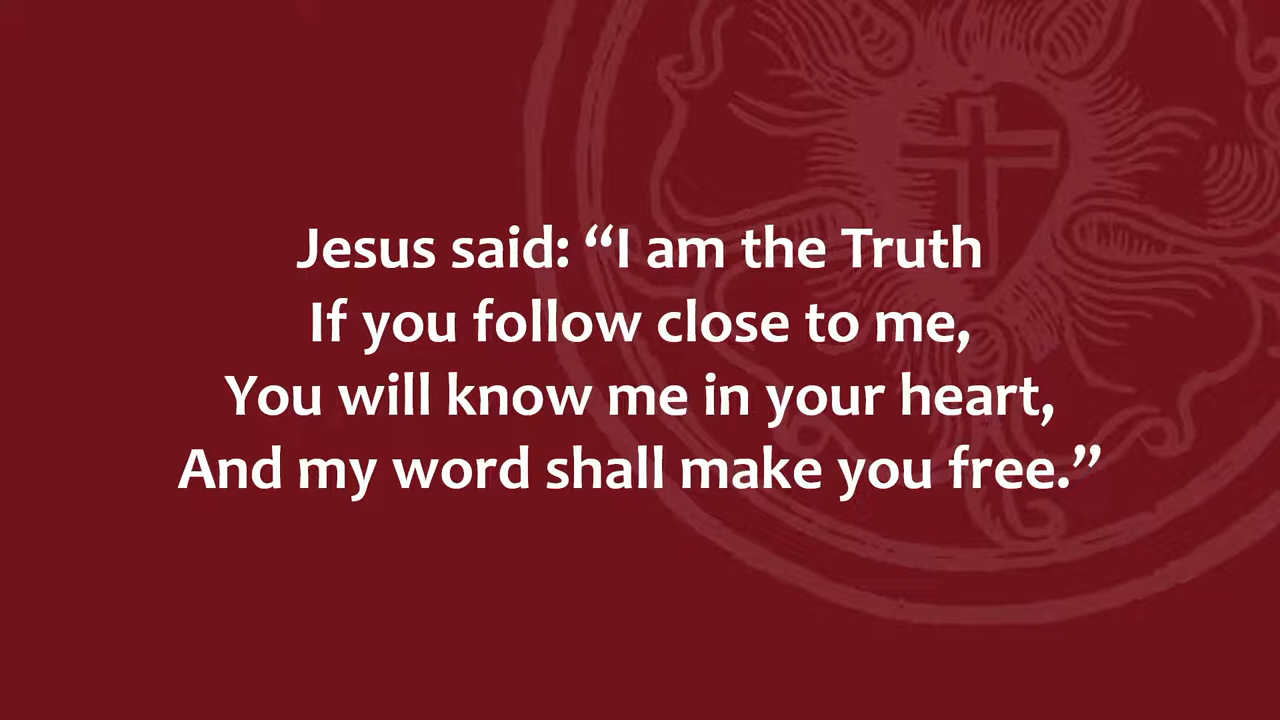 Jesus said: “I am the Truth
If you follow close to me,
You will know me in your heart,
And my word shall make you free.”